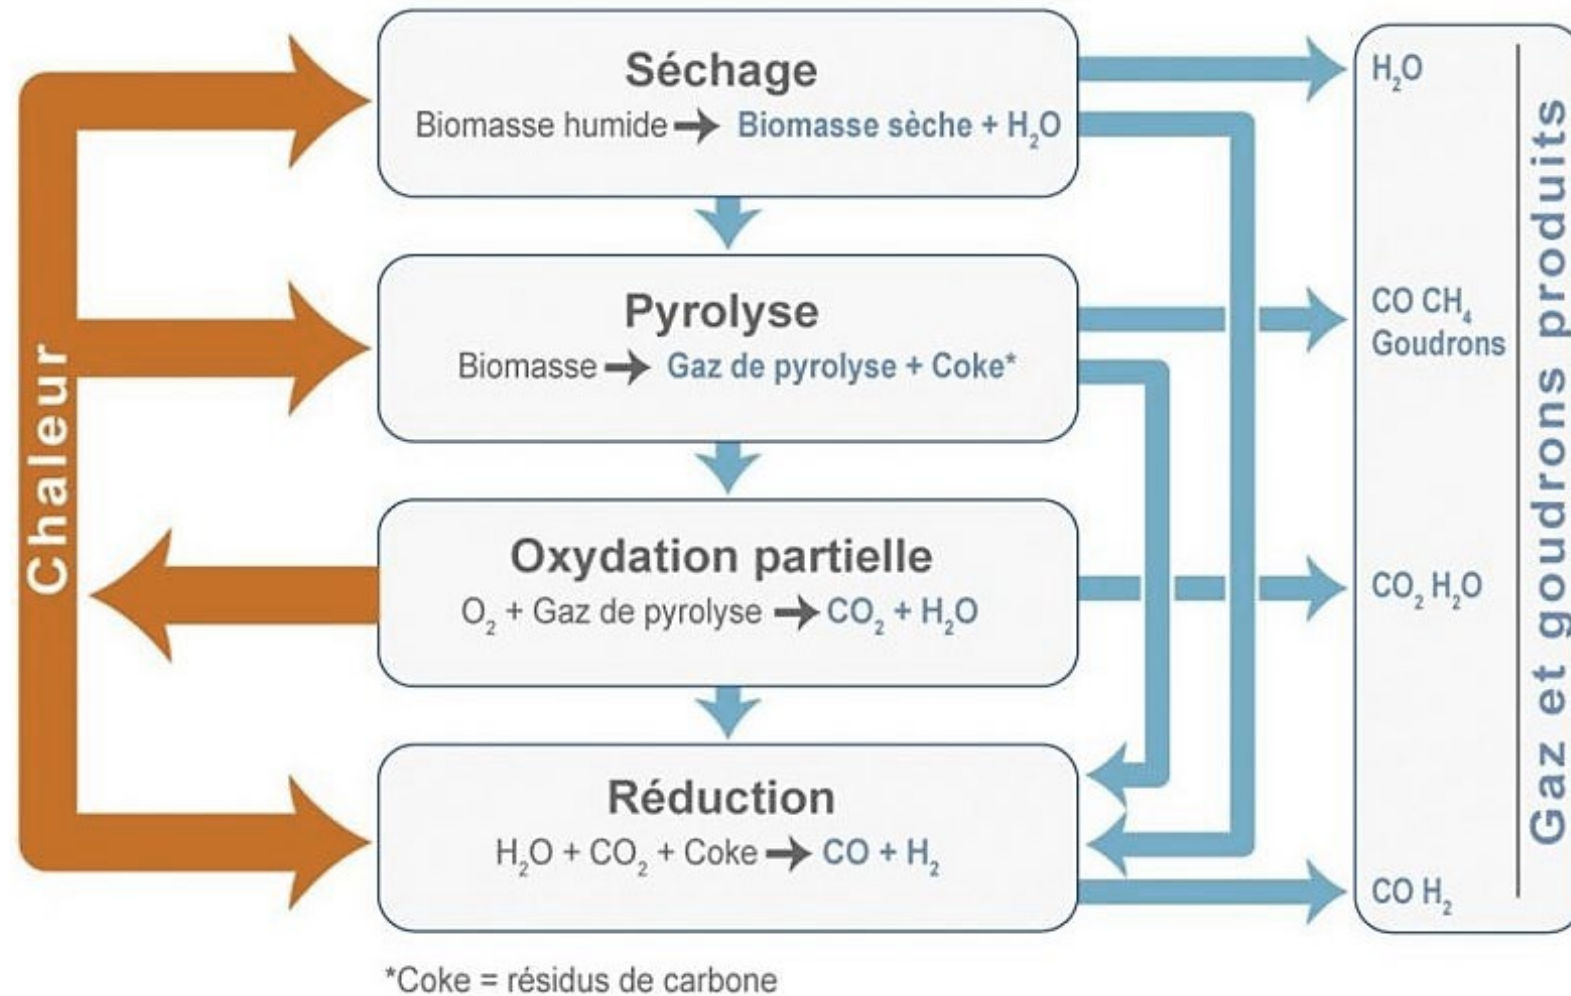 Séchage
Biomasse humide → Biomasse sèche + H₂O
Pyrolyse
Biomasse → Gaz de pyrolyse + Coke*
Oxydation partielle
O₂ + Gaz de pyrolyse → CO₂ + H₂O
Réduction
H₂O + CO₂ + Coke → CO + H₂
*Coke = résidus de carbone
Chaleur
H₂O
CO CH₄
Goudrons
CO₂ H₂O
CO H₂
Gaz et goudrons produits